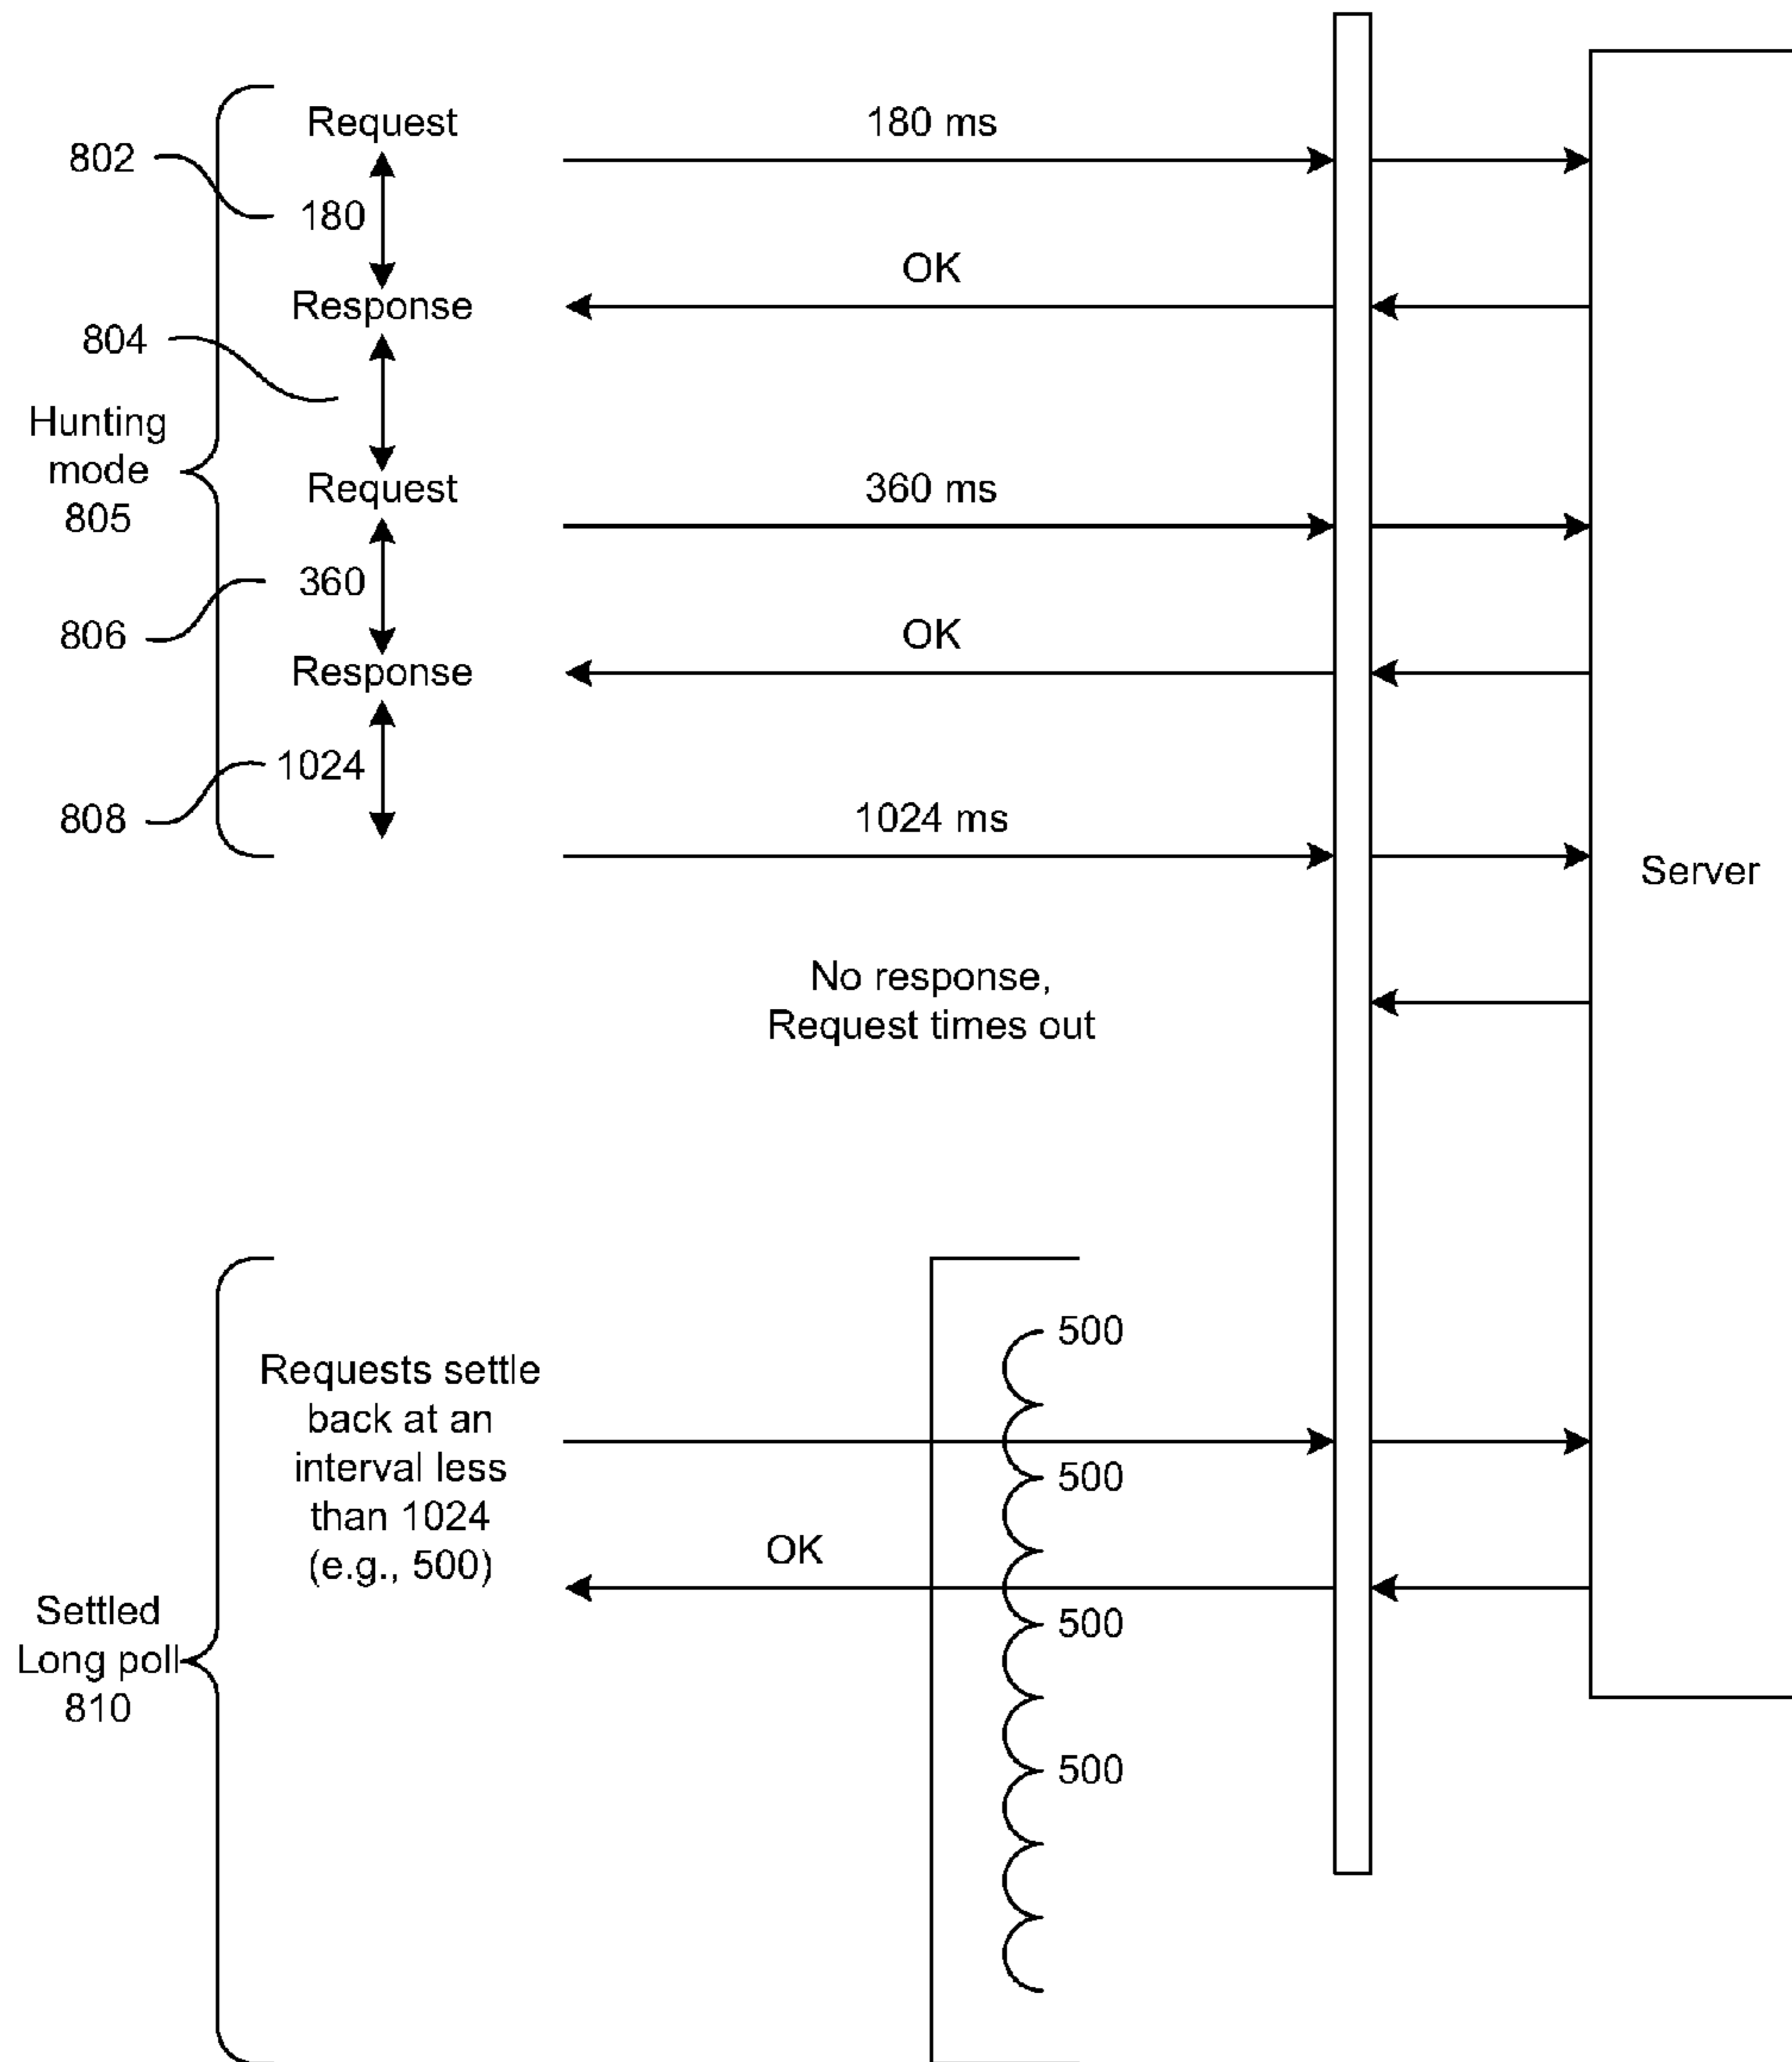 Request
180 ms
802
180
OK
Response
804
Hunting
mode
805
Request
360 ms
360
806
OK
Response
1024
808
1024 ms
Server
No response,
Request times out
500
Requests settle
back at an
interval less
than 1024
(e.g., 500)
500
OK
500
Settled
Long poll
810
500